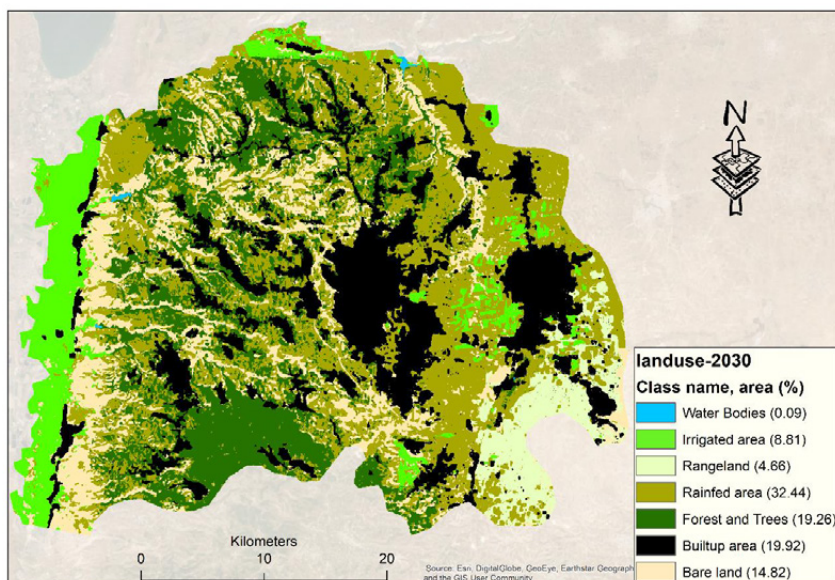 N
landuse-2030
Class name, area (%)
Water Bodies (0.09)
Irrigated area (8.81)
Rangeland (4.66)
Rainfed area (32.44)
Forest and Trees (19.26)
Builtup area (19.92)
Bare land (14.82)
Kilometers
0 10 20
Source: Esri, DigitalGlobe, GeoEye, Earthstar Geograph
and the GIS User Community